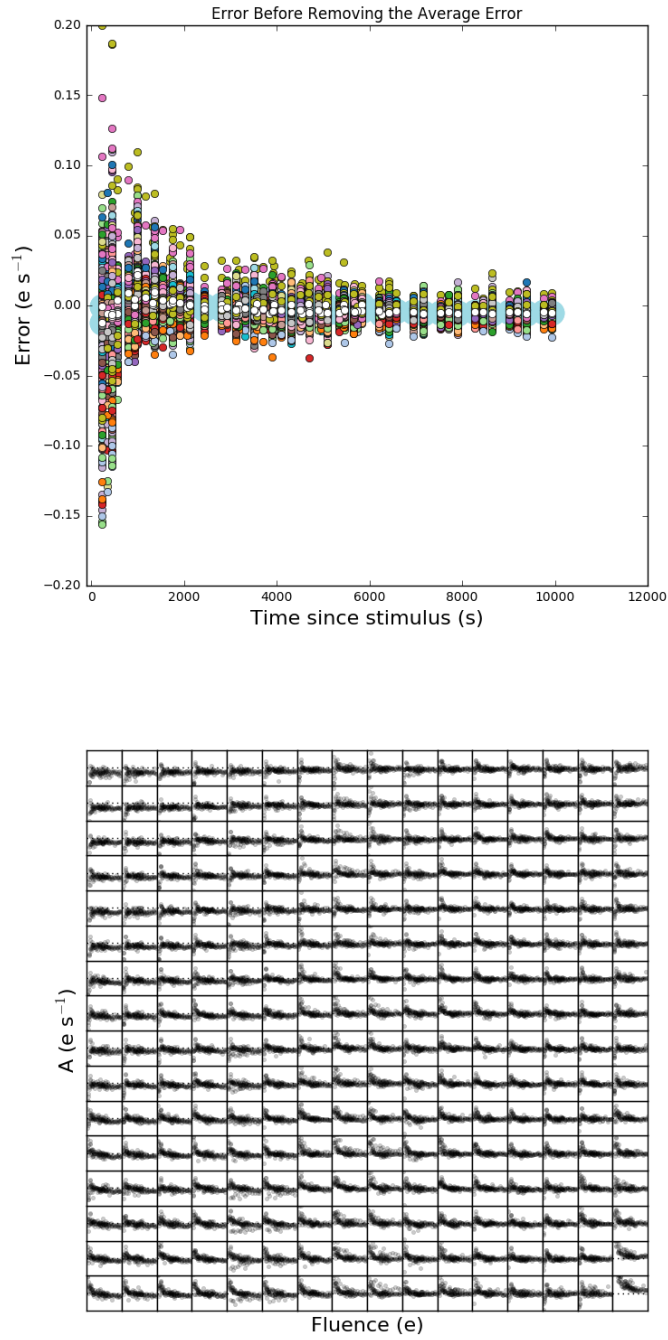 Error Before Removing the Average Error
0.20
0.15
0.10
0.05
0.00
−0.05
−0.10
−0.15
−0.20
Error (e s⁻¹)
0 2000 4000 6000 8000 10000 12000
Time since stimulus (s)
A (e s⁻¹)
Fluence (e)